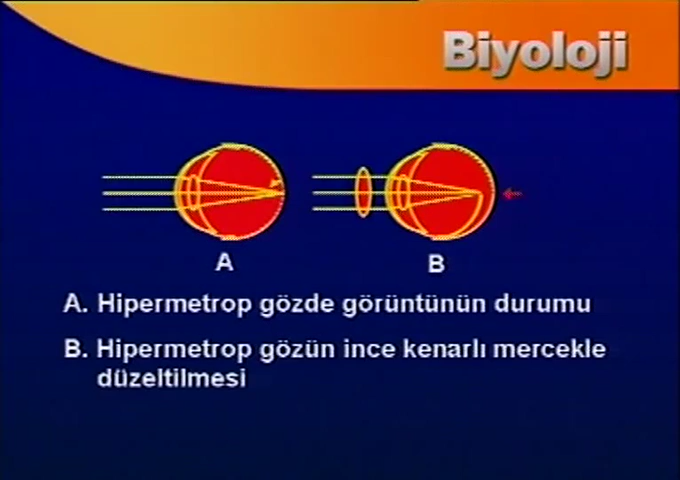 Biyoloji
A B
A. Hipermetrop gözde görüntünün durumu
B. Hipermetrop gözün ince kenarlı mercekle
düzeltilmesi